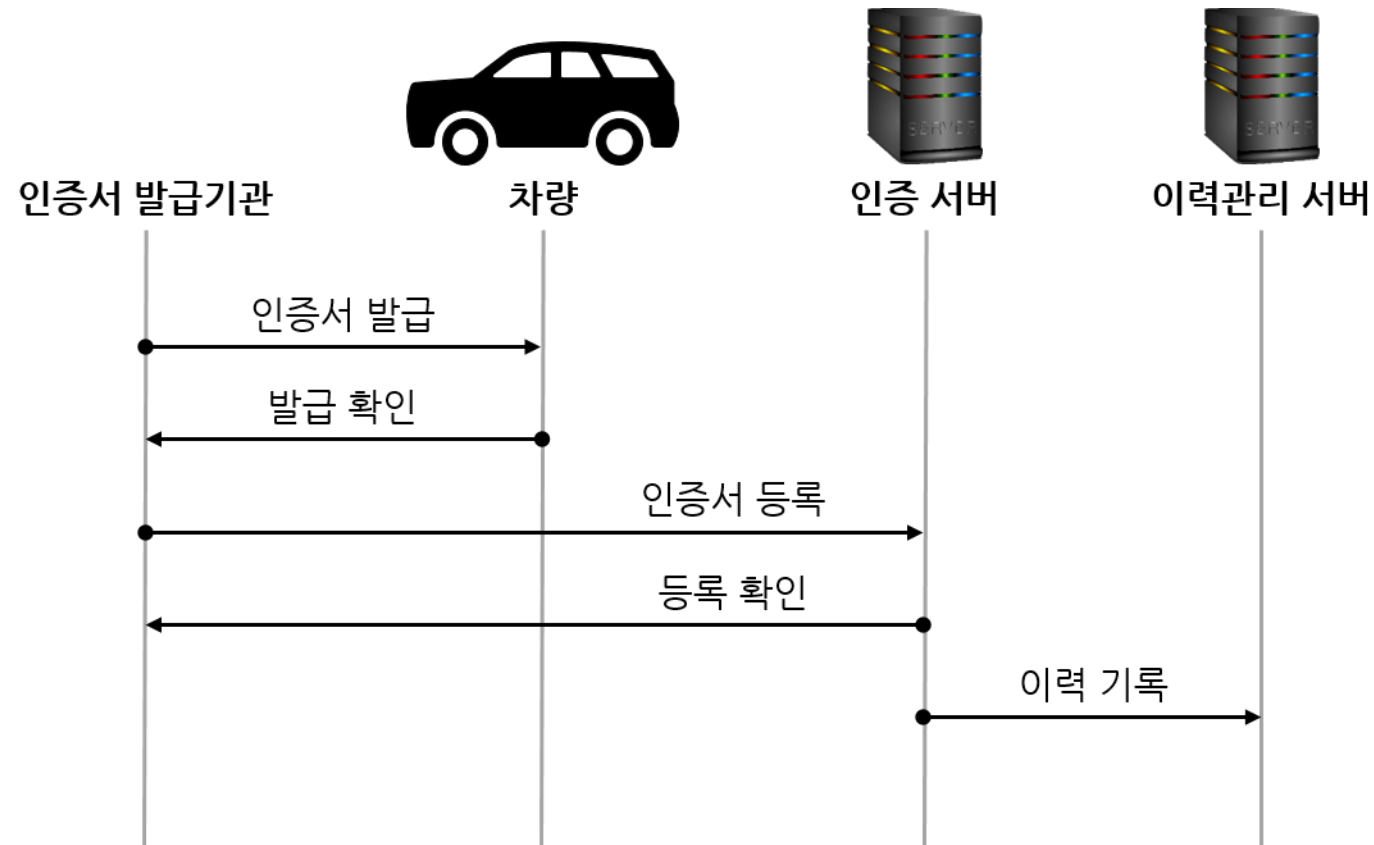 인증서 발급기관
차량
인증 서버
이력관리 서버
인증서 발급
발급 확인
인증서 등록
등록 확인
이력 기록